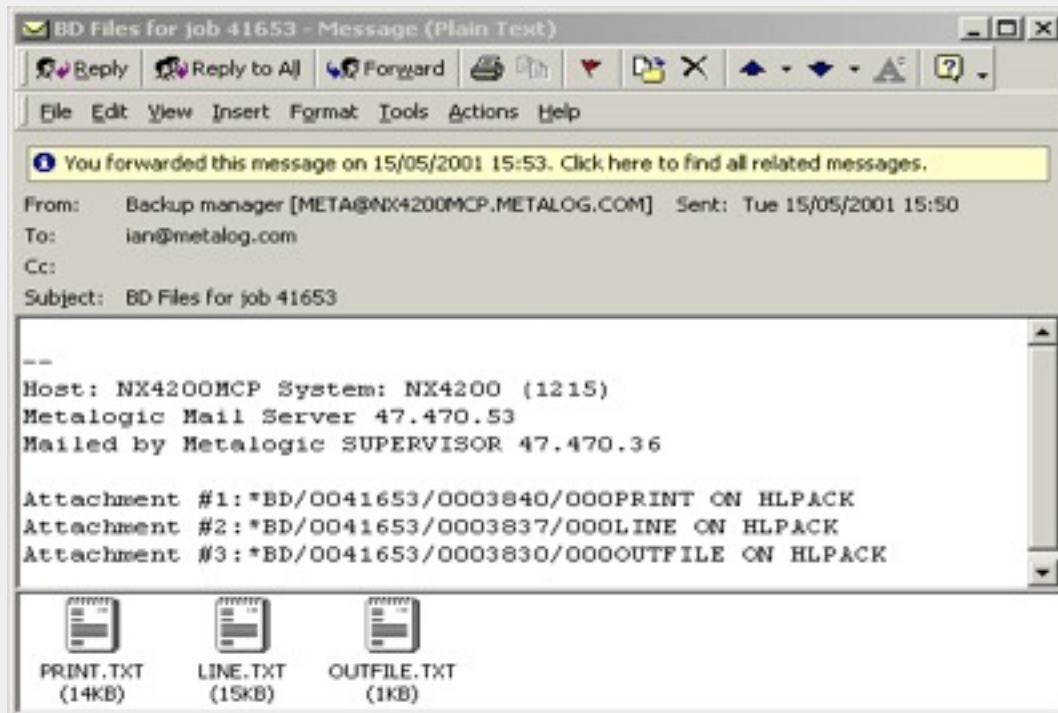 BD Files for job 41653 - Message (Plain Text)
Reply Reply to All Forward
File Edit View Insert Format Tools Actions Help
You forwarded this message on 15/05/2001 15:53. Click here to find all related messages.
From: Backup manager [META@NX4200MCP.METALOG.COM] Sent: Tue 15/05/2001 15:50
To: ian@metalog.com
Cc:
Subject: BD Files for job 41653
--
Host: NX4200MCP System: NX4200 (1215)
Metalogic Mail Server 47.470.53
Mailed by Metalogic SUPERVISOR 47.470.36
Attachment #1:*BD/0041653/0003840/000PRINT ON HLPACK
Attachment #2:*BD/0041653/0003837/000LINE ON HLPACK
Attachment #3:*BD/0041653/0003830/000OUTFILE ON HLPACK
PRINT.TXT LINE.TXT OUTFILE.TXT
(14KB) (15KB) (1KB)